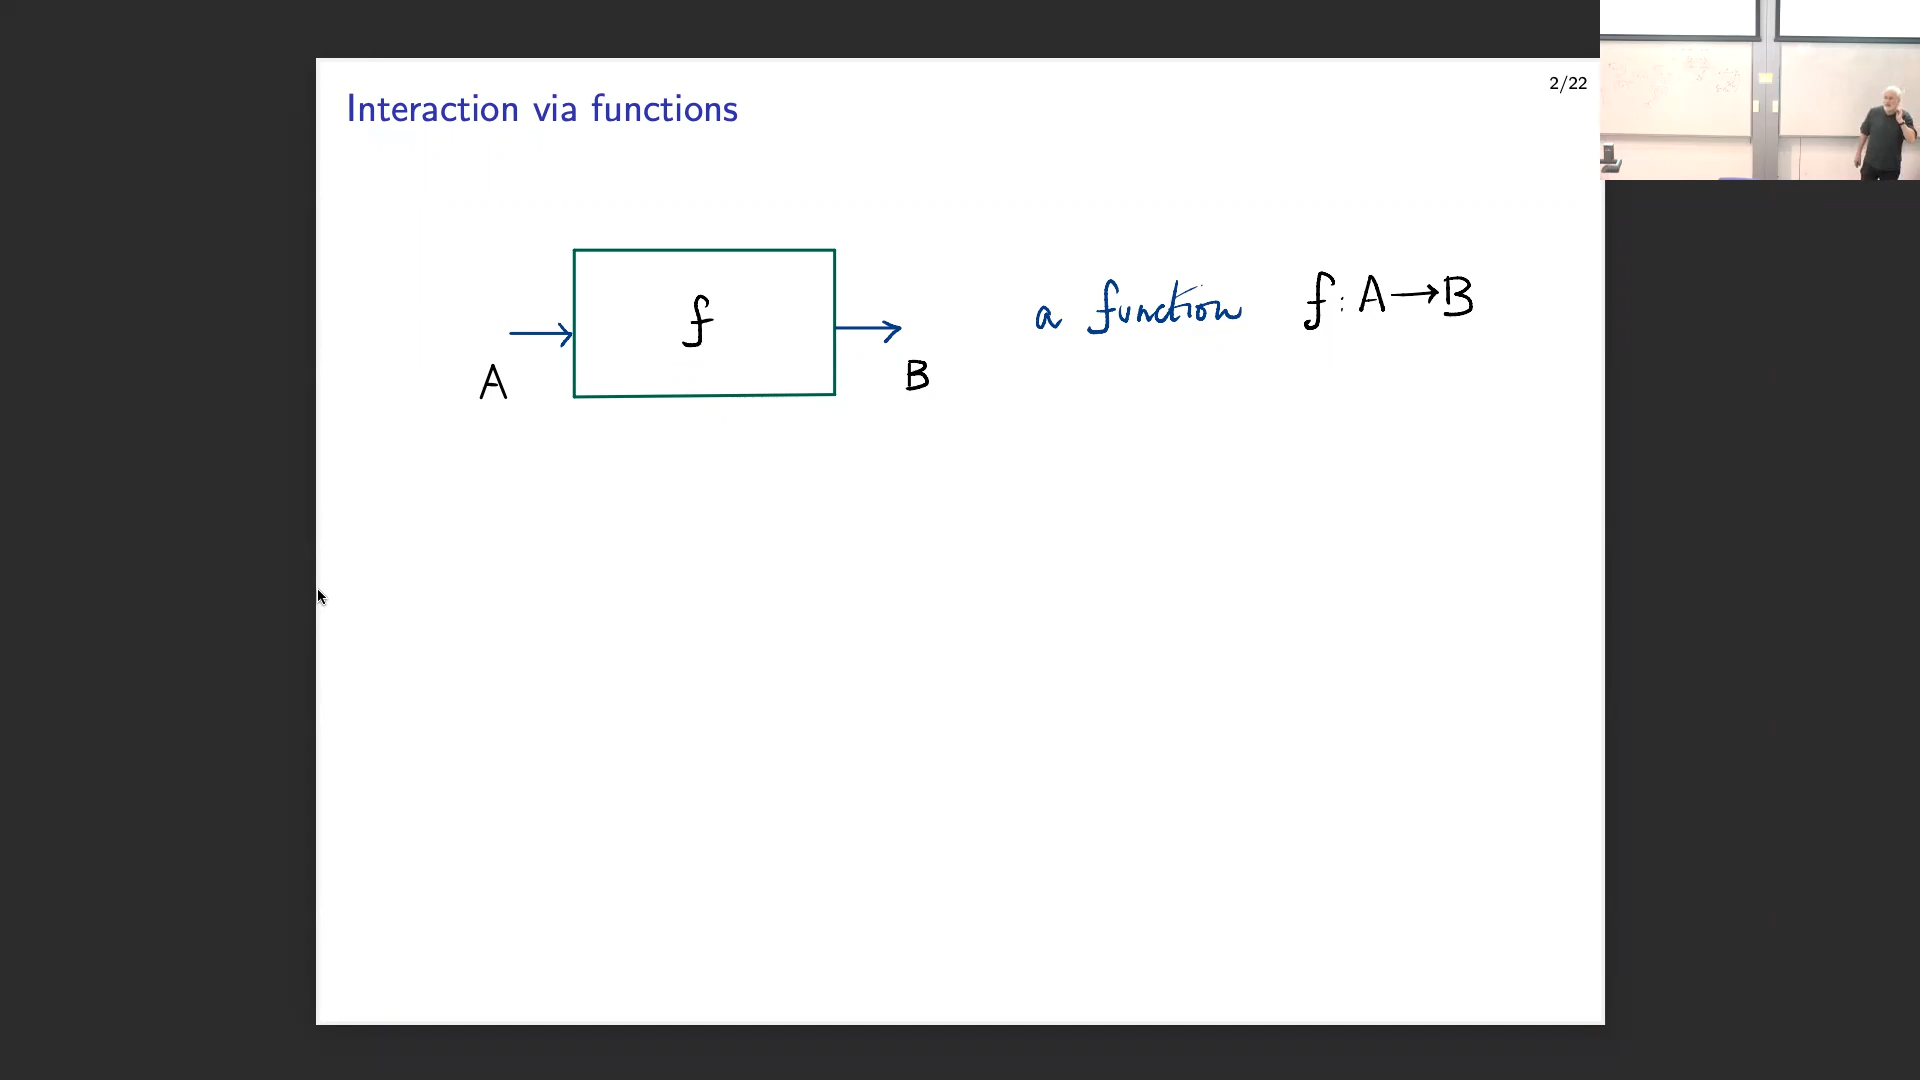 2/22
Interaction via functions
f
a function f: A→B
A
B